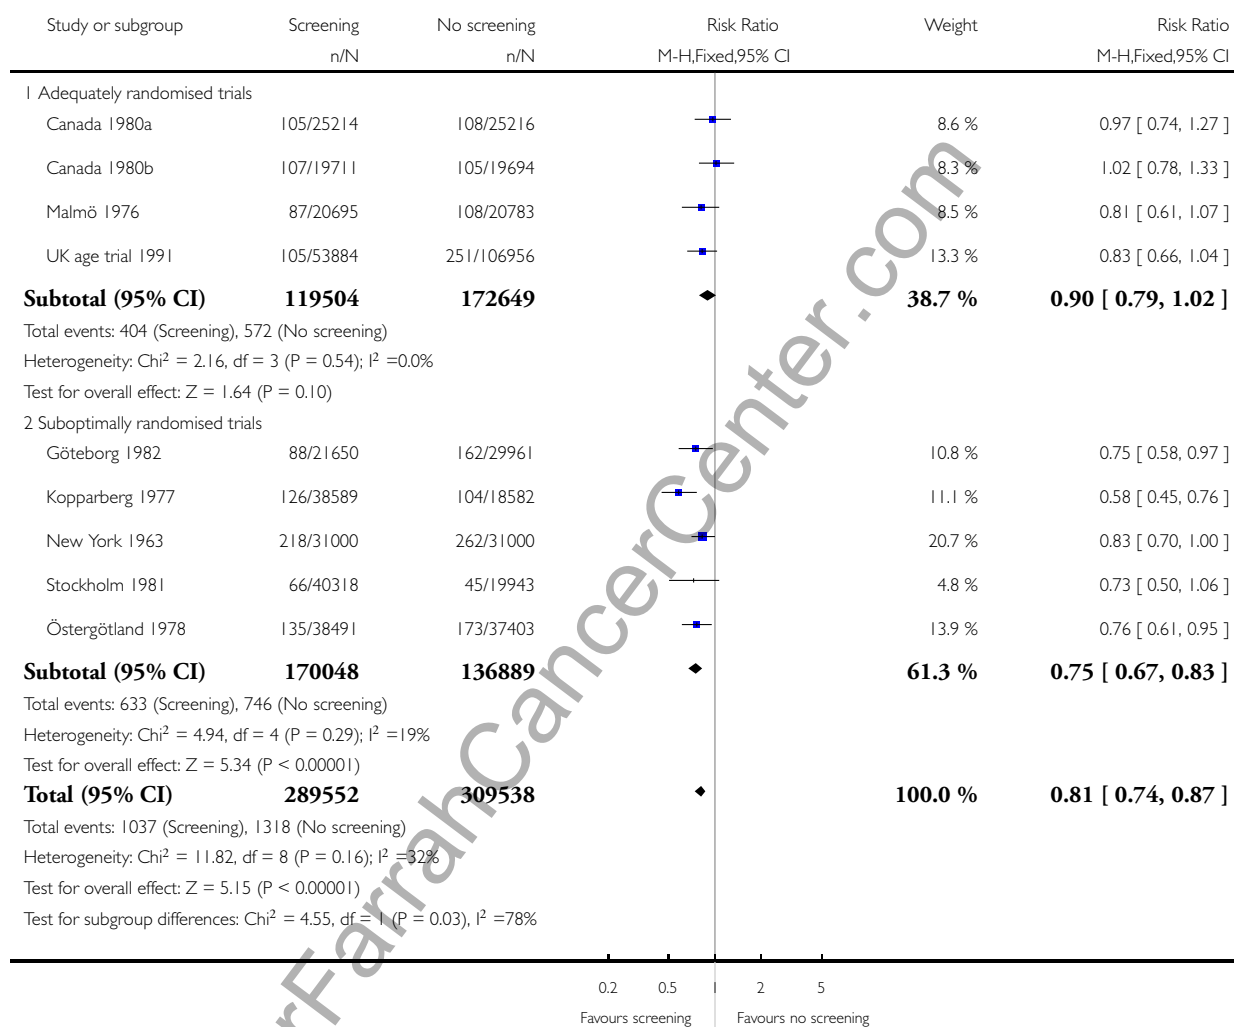 Study or subgroup Screening No screening Risk Ratio Weight Risk Ratio
n/N n/N M-H,Fixed,95% CI M-H,Fixed,95% CI
1 Adequately randomised trials
Canada 1980a 105/25214 108/25216 8.6 % 0.97 [ 0.74, 1.27 ]
Canada 1980b 107/19711 105/19694 8.3 % 1.02 [ 0.78, 1.33 ]
Malmö 1976 87/20695 108/20783 8.5 % 0.81 [ 0.61, 1.07 ]
UK age trial 1991 105/53884 251/106956 13.3 % 0.83 [ 0.66, 1.04 ]
Subtotal (95% CI) 119504 172649 38.7 % 0.90 [ 0.79, 1.02 ]
Total events: 404 (Screening), 572 (No screening)
Heterogeneity: Chi² = 2.16, df = 3 (P = 0.54); I² =0.0%
Test for overall effect: Z = 1.64 (P = 0.10)
2 Suboptimally randomised trials
Göteborg 1982 88/21650 162/29961 10.8 % 0.75 [ 0.58, 0.97 ]
Kopparberg 1977 126/38589 104/18582 11.1 % 0.58 [ 0.45, 0.76 ]
New York 1963 218/31000 262/31000 20.7 % 0.83 [ 0.70, 1.00 ]
Stockholm 1981 66/40318 45/19943 4.8 % 0.73 [ 0.50, 1.06 ]
Östergötland 1978 135/38491 173/37403 13.9 % 0.76 [ 0.61, 0.95 ]
Subtotal (95% CI) 170048 136889 61.3 % 0.75 [ 0.67, 0.83 ]
Total events: 633 (Screening), 746 (No screening)
Heterogeneity: Chi² = 4.94, df = 4 (P = 0.29); I² =19%
Test for overall effect: Z = 5.34 (P < 0.00001)
Total (95% CI) 289552 309538 100.0 % 0.81 [ 0.74, 0.87 ]
Total events: 1037 (Screening), 1318 (No screening)
Heterogeneity: Chi² = 11.82, df = 8 (P = 0.16); I² =32%
Test for overall effect: Z = 5.15 (P < 0.00001)
Test for subgroup differences: Chi² = 4.55, df = 1 (P = 0.03), I² =78%
0.2 0.5 1 2 5
Favours screening Favours no screening
rFarrahCancerCenter.com